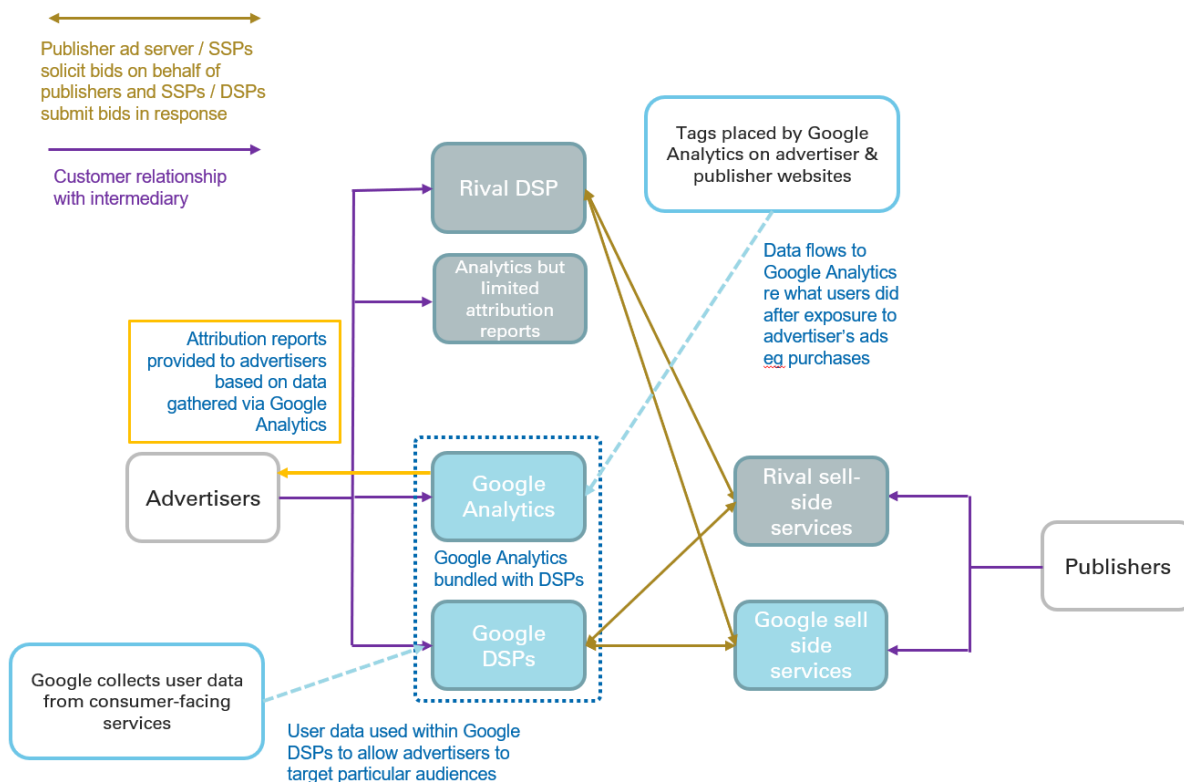 Publisher ad server / SSPs
solicit bids on behalf of
publishers and SSPs / DSPs
submit bids in response
Customer relationship
with intermediary
Rival DSP
Tags placed by Google
Analytics on advertiser &
publisher websites
Analytics but
limited
attribution
reports
Data flows to
Google Analytics
re what users did
after exposure to
advertiser's ads
eg purchases
Attribution reports
provided to advertisers
based on data
gathered via Google
Analytics
Advertisers
Google
Analytics
Rival sell-
side
services
Google Analytics
bundled with DSPs
Publishers
Google
DSPs
Google sell
side
services
Google collects user data
from consumer-facing
services
User data used within Google
DSPs to allow advertisers to
target particular audiences